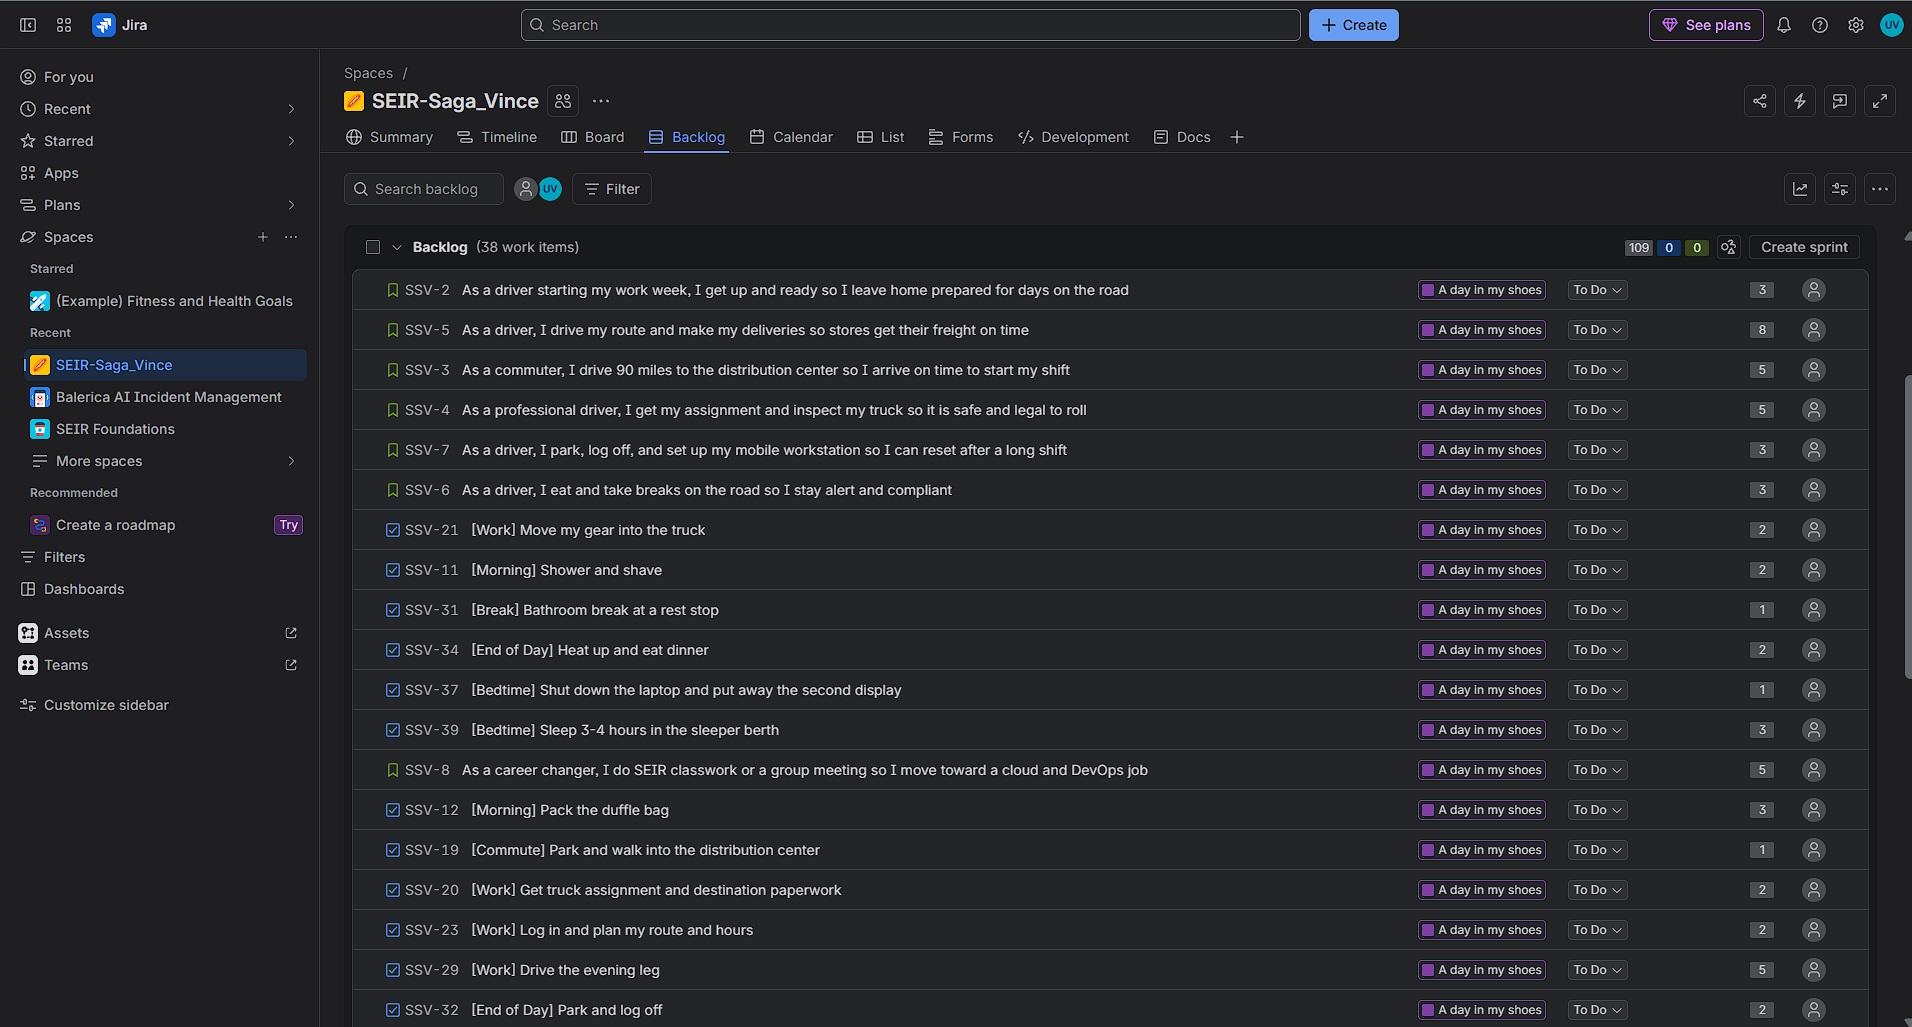 Jira
Search
Create
See plans
UV
For you
Recent
Starred
Apps
Plans
Spaces
Starred
(Example) Fitness and Health Goals
Recent
SEIR-Saga_Vince
Balerica AI Incident Management
SEIR Foundations
More spaces
Recommended
Create a roadmap Try
Filters
Dashboards
Assets
Teams
Customize sidebar
Spaces /
SEIR-Saga_Vince
Summary Timeline Board Backlog Calendar List Forms Development Docs
Search backlog UV Filter
Backlog (38 work items) 109 0 0 Create sprint
SSV-2 As a driver starting my work week, I get up and ready so I leave home prepared for days on the road A day in my shoes To Do 3
SSV-5 As a driver, I drive my route and make my deliveries so stores get their freight on time A day in my shoes To Do 8
SSV-3 As a commuter, I drive 90 miles to the distribution center so I arrive on time to start my shift A day in my shoes To Do 5
SSV-4 As a professional driver, I get my assignment and inspect my truck so it is safe and legal to roll A day in my shoes To Do 5
SSV-7 As a driver, I park, log off, and set up my mobile workstation so I can reset after a long shift A day in my shoes To Do 3
SSV-6 As a driver, I eat and take breaks on the road so I stay alert and compliant A day in my shoes To Do 3
SSV-21 [Work] Move my gear into the truck A day in my shoes To Do 2
SSV-11 [Morning] Shower and shave A day in my shoes To Do 2
SSV-31 [Break] Bathroom break at a rest stop A day in my shoes To Do 1
SSV-34 [End of Day] Heat up and eat dinner A day in my shoes To Do 2
SSV-37 [Bedtime] Shut down the laptop and put away the second display A day in my shoes To Do 1
SSV-39 [Bedtime] Sleep 3-4 hours in the sleeper berth A day in my shoes To Do 3
SSV-8 As a career changer, I do SEIR classwork or a group meeting so I move toward a cloud and DevOps job A day in my shoes To Do 5
SSV-12 [Morning] Pack the duffle bag A day in my shoes To Do 3
SSV-19 [Commute] Park and walk into the distribution center A day in my shoes To Do 1
SSV-20 [Work] Get truck assignment and destination paperwork A day in my shoes To Do 2
SSV-23 [Work] Log in and plan my route and hours A day in my shoes To Do 2
SSV-29 [Work] Drive the evening leg A day in my shoes To Do 5
SSV-32 [End of Day] Park and log off A day in my shoes To Do 2